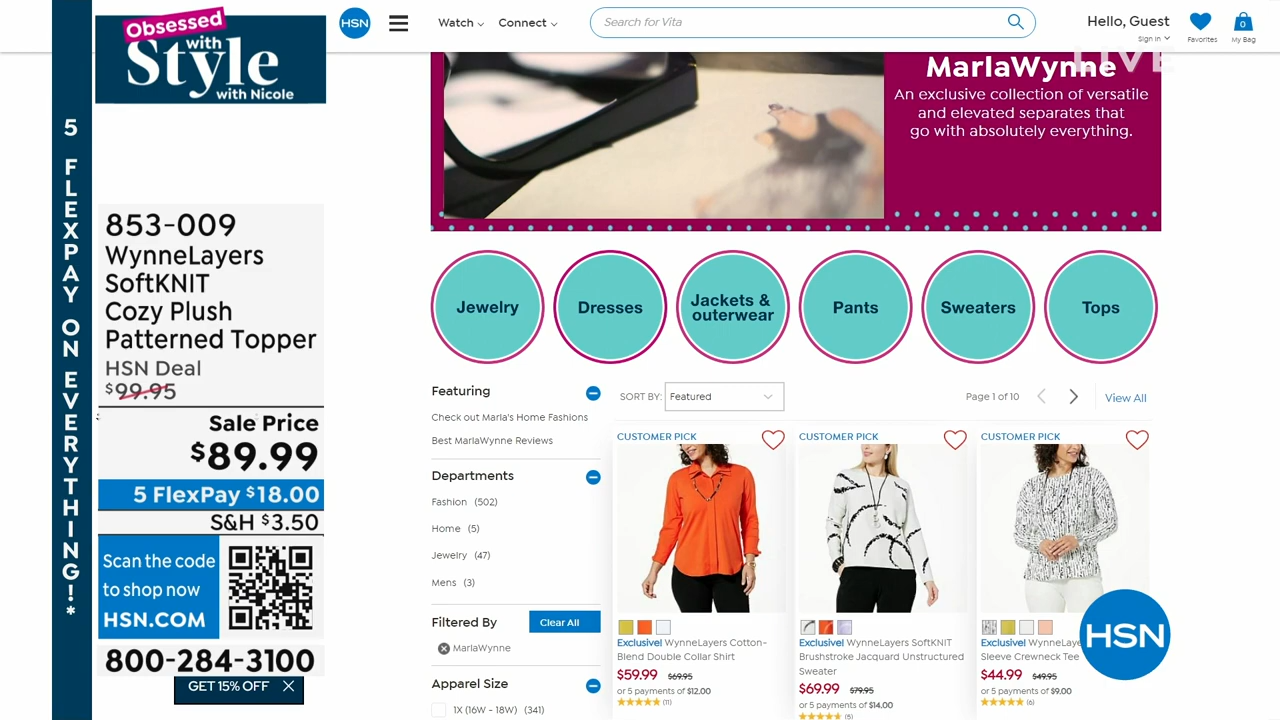 Obsessed
with
Style
with Nicole
5 FLEXPAY ON EVERYTHING!*
853-009
WynneLayers
SoftKNIT
Cozy Plush
Patterned Topper
HSN Deal
$99.95
Sale Price
$89.99
5 FlexPay $18.00
S&H $3.50
Scan the code
to shop now
HSN.COM
800-284-3100
GET 15% OFF
HSN
Watch
Connect
Search for Vita
Hello, Guest
Sign in
Favorites
0
My Bag
LIVE
MarlaWynne
An exclusive collection of versatile
and elevated separates that
go with absolutely everything.
Jewelry
Dresses
Jackets &
outerwear
Pants
Sweaters
Tops
Featuring
Check out Marla's Home Fashions
Best MarlaWynne Reviews
Departments
Fashion (502)
Home (5)
Jewelry (47)
Mens (3)
Filtered By
Clear All
MarlaWynne
Apparel Size
1X (16W - 18W) (341)
SORT BY: Featured
Page 1 of 10
View All
CUSTOMER PICK
Exclusive! WynneLayers Cotton-
Blend Double Collar Shirt
$59.99 $69.95
or 5 payments of $12.00
(11)
CUSTOMER PICK
Exclusive! WynneLayers SoftKNIT
Brushstroke Jacquard Unstructured
Sweater
$69.99 $79.95
or 5 payments of $14.00
(5)
CUSTOMER PICK
Exclusive! WynneLaye
Sleeve Crewneck Tee
$44.99 $49.95
or 5 payments of $9.00
(6)
HSN